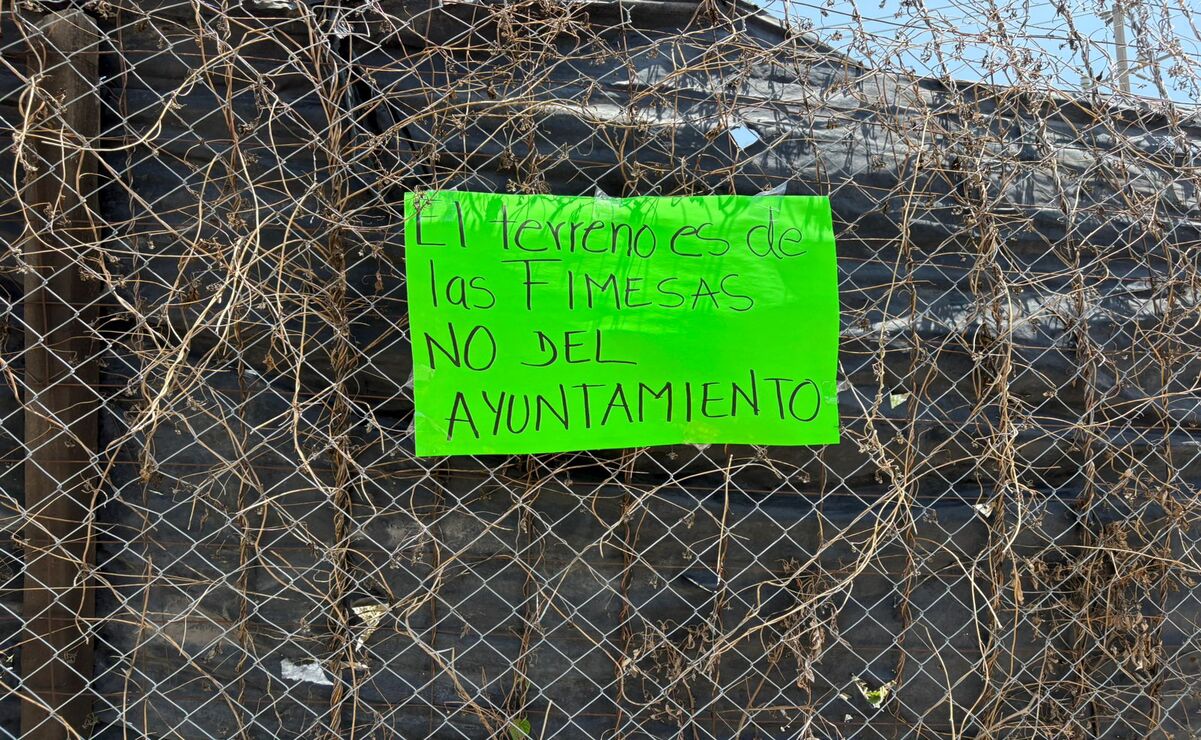 El terreno es de
las FIMESAS
NO DEL
AYUNTAMIENTO